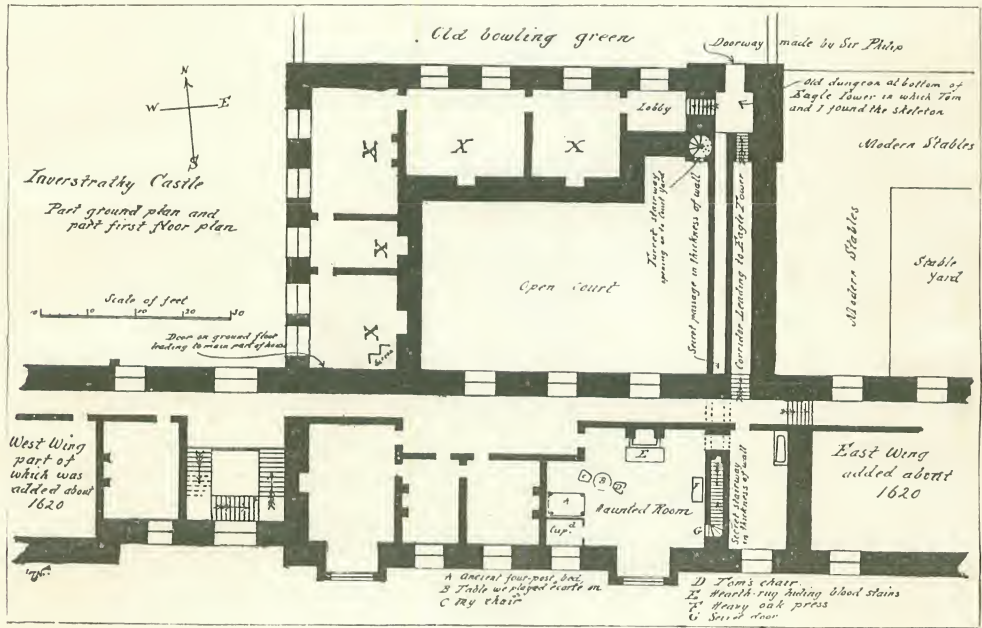 Old bowling green
Doorway made by Sir Philip
Old dungeon at bottom of
Eagle Tower in which Tom
and I found the skeleton
N
W E
S
Lobby
X
X
X
Modern Stables
Inverstrathy Castle
Part ground plan and
part first floor plan
Turret stairway
opening on to Court Yard
Secret passage in thickness of wall
Corridor Leading to Eagle Tower
Modern Stables
Stable
Yard
X
Open Court
Scale of feet
0 10 20 30
X
Screen
Door on ground floor
leading to main part of house
West Wing
part of
which was
added about
1620
East Wing
added about
1620
E
C B D
A
F
Haunted Room
Cup.d
G
Secret stairway
in thickness of wall
A Ancient four-post bed
B Table we played ecarte on
C My chair
D Tom's chair
E Hearth-rug hiding blood stains
F Heavy oak press
G Secret door